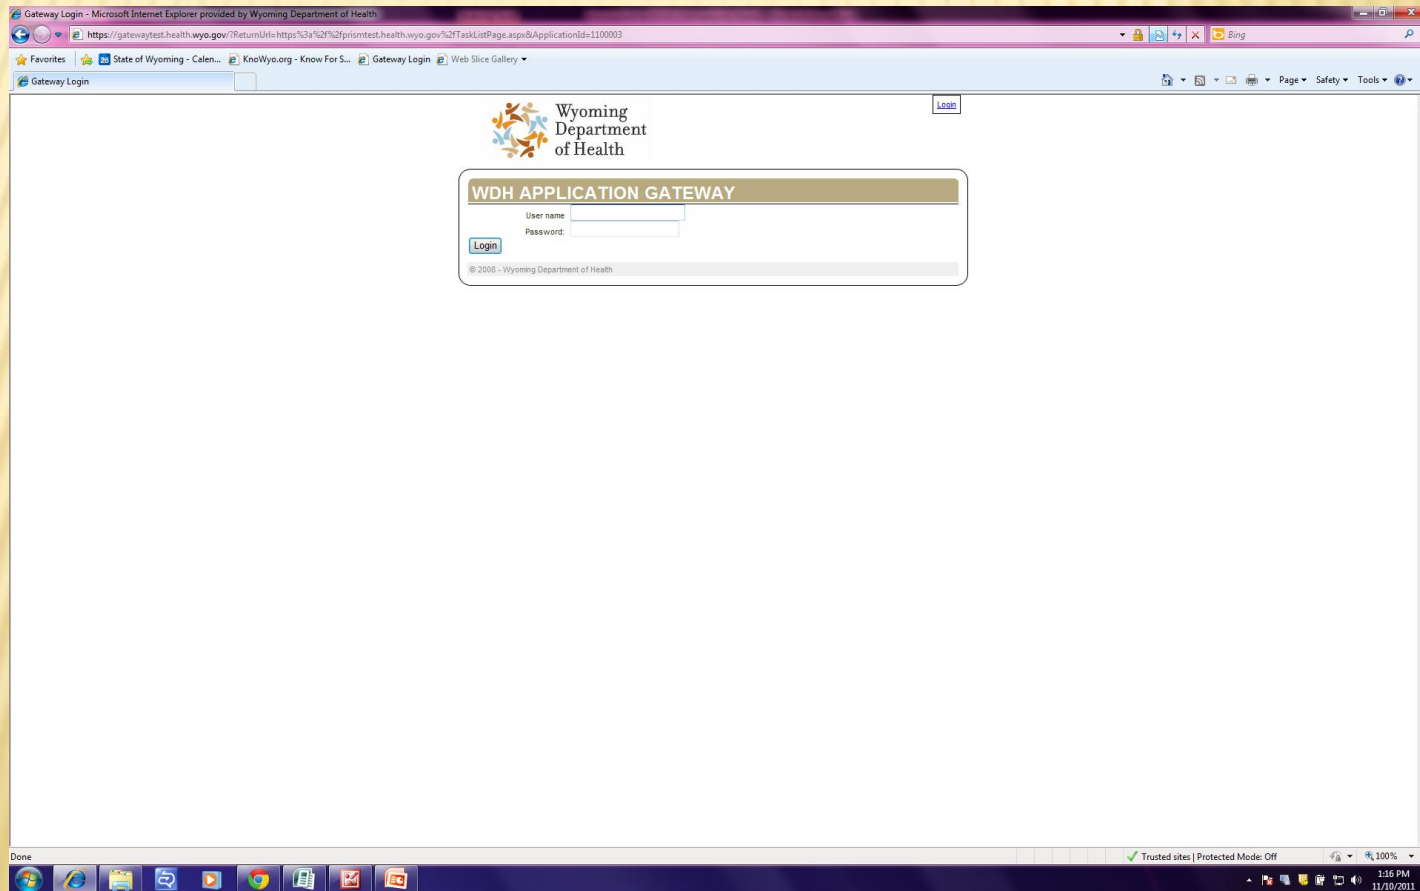 Gateway Login - Microsoft Internet Explorer provided by Wyoming Department of Health
https://gatewaytest.health.wyo.gov/?ReturnUrl=https%3a%2f%2fprismtest.health.wyo.gov%2fTaskListPage.aspx&ApplicationId=1100003
Bing
Favorites 26 State of Wyoming - Calen... KnoWyo.org - Know For S... Gateway Login Web Slice Gallery
Gateway Login
Page Safety Tools
Login
Wyoming
Department
of Health
WDH APPLICATION GATEWAY
User name
Password:
Login
© 2008 - Wyoming Department of Health
Done
Trusted sites | Protected Mode: Off 100%
1:16 PM
11/10/2011